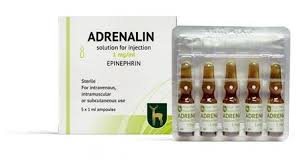 ADRENALIN
solution for injection
1 mg/ml
EPINEPHRIN
Sterile
For intravenous,
intramuscular
or subcutaneous use
5 x 1 ml ampoules
ADRENALIN